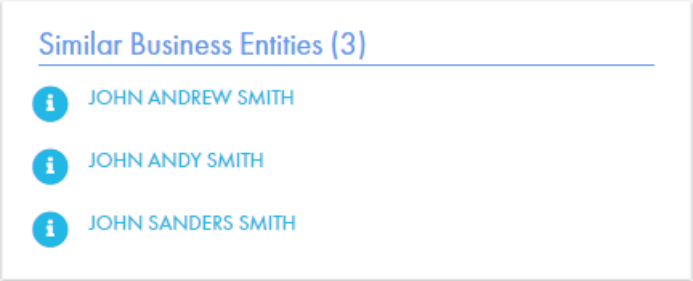 Similar Business Entities (3)
JOHN ANDREW SMITH
JOHN ANDY SMITH
JOHN SANDERS SMITH